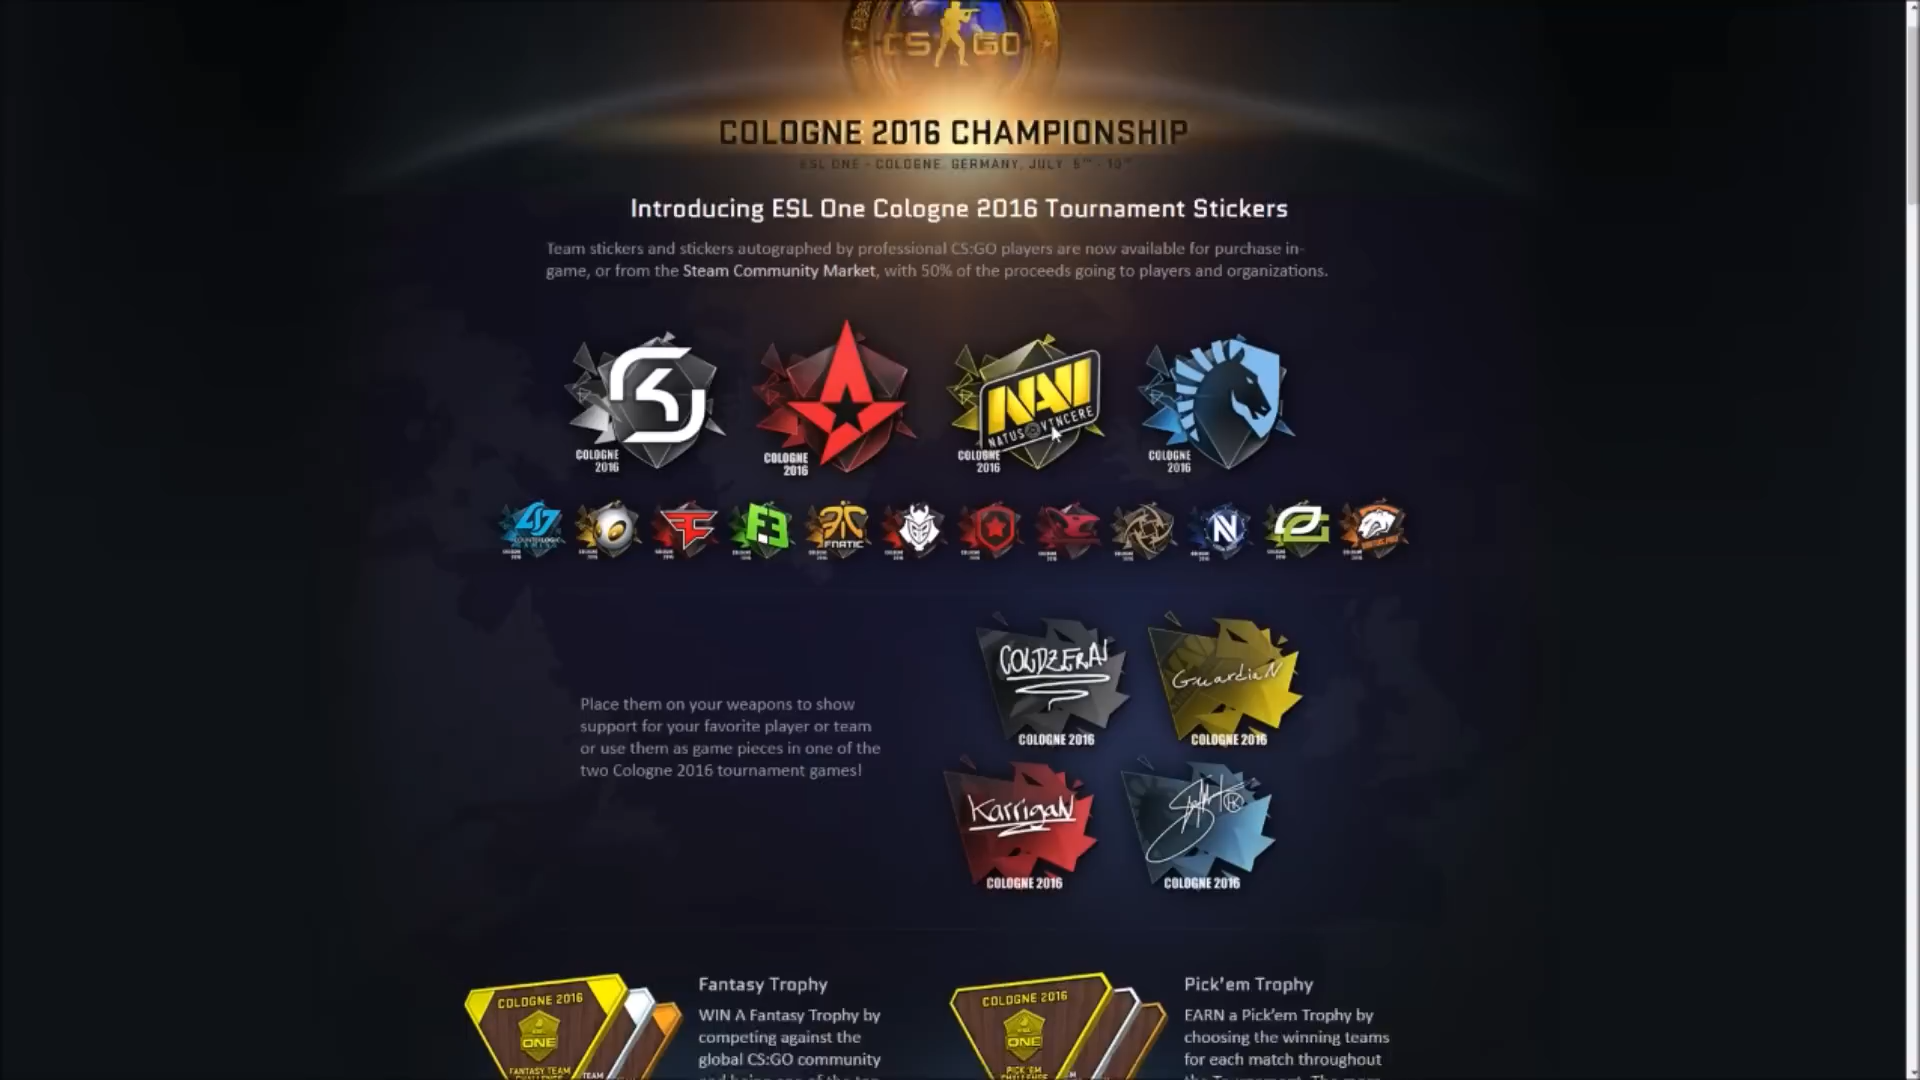 CS GO
COLOGNE 2016 CHAMPIONSHIP
ESL ONE - COLOGNE, GERMANY, JULY 5TH - 10TH
Introducing ESL One Cologne 2016 Tournament Stickers
Team stickers and stickers autographed by professional CS:GO players are now available for purchase in-
game, or from the Steam Community Market, with 50% of the proceeds going to players and organizations.
NAVI
NATUS VINCERE
COLOGNE 2016
COLOGNE 2016
COLOGNE 2016
COLOGNE 2016
FNATIC
Place them on your weapons to show
support for your favorite player or team
or use them as game pieces in one of the
two Cologne 2016 tournament games!
COLDZERA
COLOGNE 2016
GuardiaN
COLOGNE 2016
KarrigaN
COLOGNE 2016
COLOGNE 2016
COLOGNE 2016
ONE
FANTASY TEAM
Fantasy Trophy
WIN A Fantasy Trophy by
competing against the
global CS:GO community
COLOGNE 2016
ONE
PICK'EM
Pick'em Trophy
EARN a Pick'em Trophy by
choosing the winning teams
for each match throughout